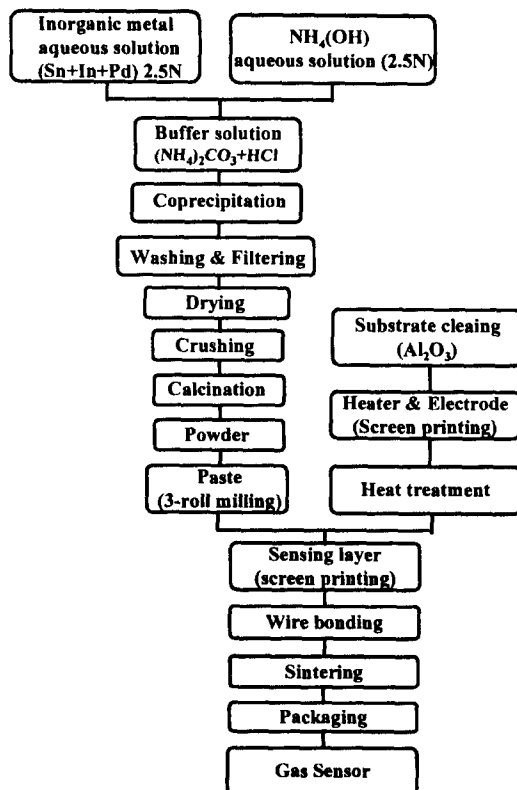 Inorganic metal
aqueous solution
(Sn+In+Pd) 2.5N
NH₄(OH)
aqueous solution (2.5N)
Buffer solution
(NH₄)₂CO₃+HCl
Coprecipitation
Washing & Filtering
Drying
Crushing
Calcination
Powder
Paste
(3-roll milling)
Substrate cleaing
(Al₂O₃)
Heater & Electrode
(Screen printing)
Heat treatment
Sensing layer
(screen printing)
Wire bonding
Sintering
Packaging
Gas Sensor